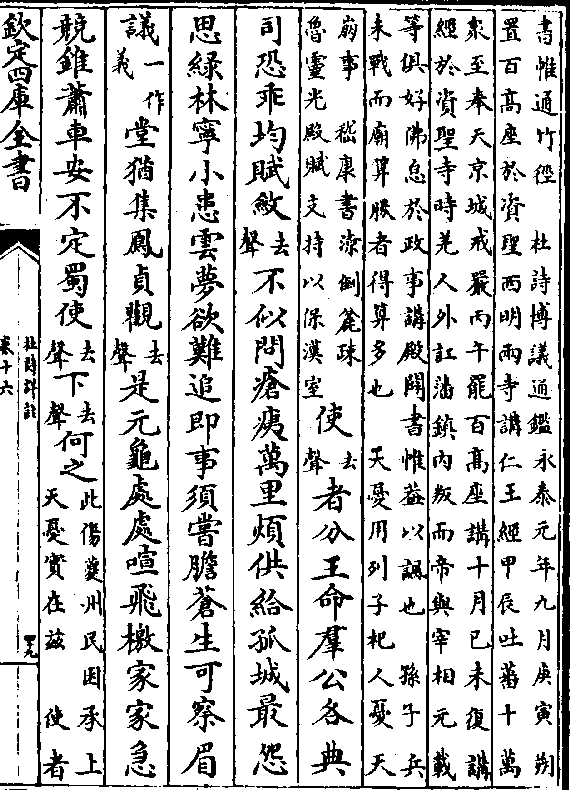 書惟通竹徑　杜詩博議通鑑永泰元年九月庚寅朔
置百髙座於資聖西明兩寺講仁王經甲辰吐蕃十萬
衆至奉天京城戒嚴丙午罷百髙座講十月己未復講
經於資聖寺時羌人外訌藩鎮内叛而帝與宰相元載
等俱好佛怠於政事講殿闢書惟益以諷也　孫子兵
未戰而廟算勝者得算多也　天憂用列子杞人憂天
崩事　嵇康書潦倒麤疎
魯靈光殿賦支持以保漢室
使去聲者分王命羣公各典
司恐乖均賦斂去聲不似問瘡痍萬里煩供給孤城最怨
思緑林寧小患雲夢欲難追即事須嘗膽蒼生可察眉
議一作義堂猶集鳳貞觀去聲是元龜處處喧飛檄家家急
競錐蕭車安不定蜀使去聲下去聲何之
此傷夔州民困承上
天憂實在兹　使者
欽定四庫全書
杜詩詳註
卷十六